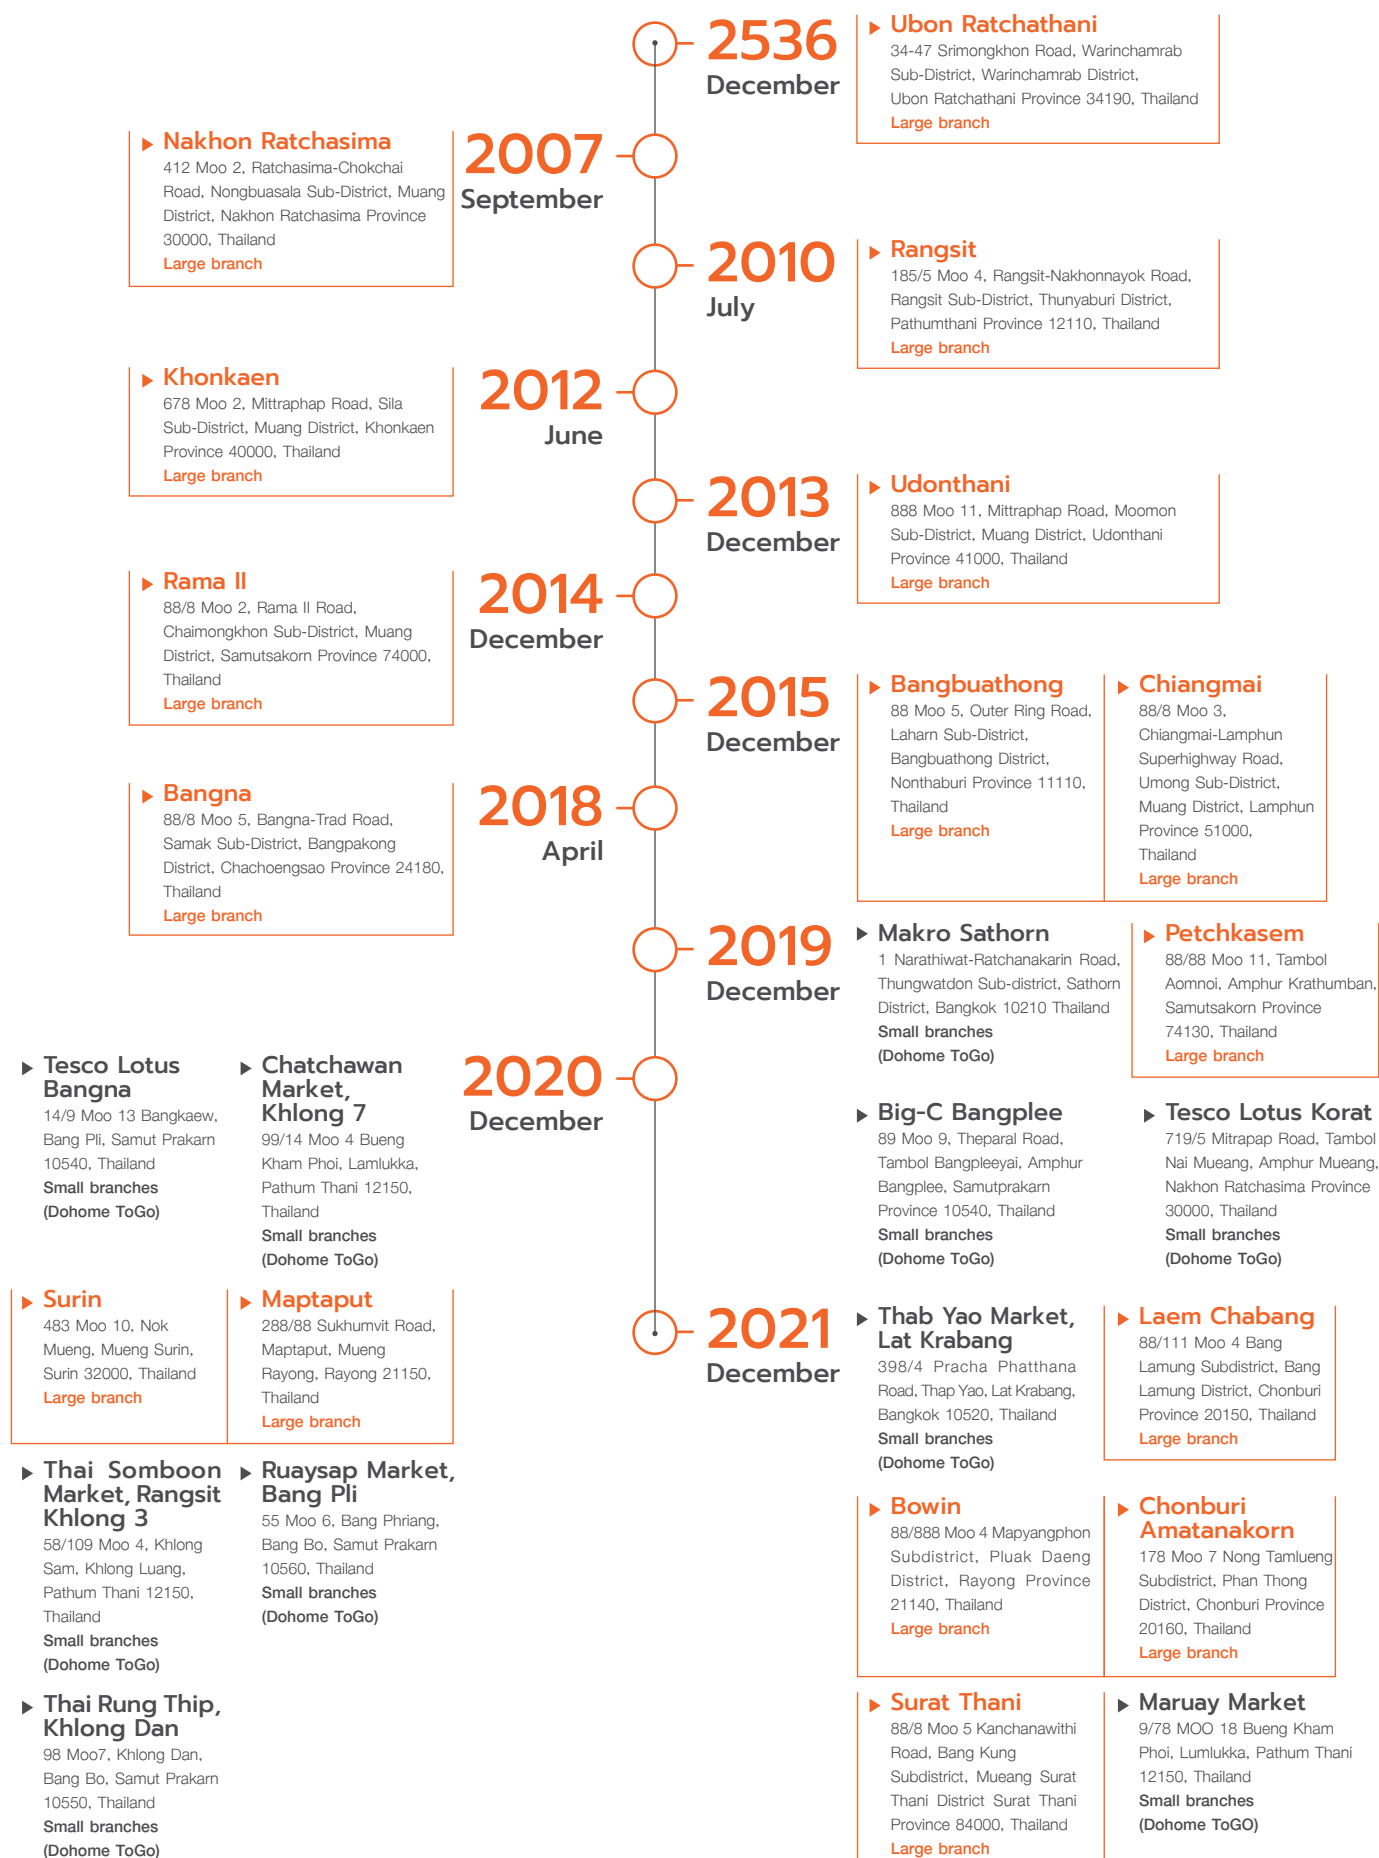 2536
December
Ubon Ratchathani
34-47 Srimongkhon Road, Warinchamrab
Sub-District, Warinchamrab District,
Ubon Ratchathani Province 34190, Thailand
Large branch
2007
September
Nakhon Ratchasima
412 Moo 2, Ratchasima-Chokchai
Road, Nongbuasala Sub-District, Muang
District, Nakhon Ratchasima Province
30000, Thailand
Large branch
2010
July
Rangsit
185/5 Moo 4, Rangsit-Nakhonnayok Road,
Rangsit Sub-District, Thunyaburi District,
Pathumthani Province 12110, Thailand
Large branch
2012
June
Khonkaen
678 Moo 2, Mittraphap Road, Sila
Sub-District, Muang District, Khonkaen
Province 40000, Thailand
Large branch
2013
December
Udonthani
888 Moo 11, Mittraphap Road, Moomon
Sub-District, Muang District, Udonthani
Province 41000, Thailand
Large branch
2014
December
Rama II
88/8 Moo 2, Rama II Road,
Chaimongkhon Sub-District, Muang
District, Samutsakorn Province 74000,
Thailand
Large branch
2015
December
Bangbuathong
88 Moo 5, Outer Ring Road,
Laharn Sub-District,
Bangbuathong District,
Nonthaburi Province 11110,
Thailand
Large branch
Chiangmai
88/8 Moo 3,
Chiangmai-Lamphun
Superhighway Road,
Umong Sub-District,
Muang District, Lamphun
Province 51000,
Thailand
Large branch
2018
April
Bangna
88/8 Moo 5, Bangna-Trad Road,
Samak Sub-District, Bangpakong
District, Chachoengsao Province 24180,
Thailand
Large branch
2019
December
Makro Sathorn
1 Narathiwat-Ratchanakarin Road,
Thungwatdon Sub-district, Sathorn
District, Bangkok 10210 Thailand
Small branches
(Dohome ToGo)
Petchkasem
88/88 Moo 11, Tambol
Aomnoi, Amphur Krathumban,
Samutsakorn Province
74130, Thailand
Large branch
Big-C Bangplee
89 Moo 9, Theparal Road,
Tambol Bangpleeyai, Amphur
Bangplee, Samutprakarn
Province 10540, Thailand
Small branches
(Dohome ToGo)
Tesco Lotus Korat
719/5 Mitrapap Road, Tambol
Nai Mueang, Amphur Mueang,
Nakhon Ratchasima Province
30000, Thailand
Small branches
(Dohome ToGo)
2020
December
Tesco Lotus
Bangna
14/9 Moo 13 Bangkaew,
Bang Pli, Samut Prakarn
10540, Thailand
Small branches
(Dohome ToGo)
Chatchawan
Market,
Khlong 7
99/14 Moo 4 Bueng
Kham Phoi, Lamlukka,
Pathum Thani 12150,
Thailand
Small branches
(Dohome ToGo)
Surin
483 Moo 10, Nok
Mueng, Mueng Surin,
Surin 32000, Thailand
Large branch
Maptaput
288/88 Sukhumvit Road,
Maptaput, Mueng
Rayong, Rayong 21150,
Thailand
Large branch
Thai Somboon
Market, Rangsit
Khlong 3
58/109 Moo 4, Khlong
Sam, Khlong Luang,
Pathum Thani 12150,
Thailand
Small branches
(Dohome ToGo)
Ruaysap Market,
Bang Pli
55 Moo 6, Bang Phriang,
Bang Bo, Samut Prakarn
10560, Thailand
Small branches
(Dohome ToGo)
Thai Rung Thip,
Khlong Dan
98 Moo7, Khlong Dan,
Bang Bo, Samut Prakarn
10550, Thailand
Small branches
(Dohome ToGo)
2021
December
Thab Yao Market,
Lat Krabang
398/4 Pracha Phatthana
Road, Thap Yao, Lat Krabang,
Bangkok 10520, Thailand
Small branches
(Dohome ToGo)
Laem Chabang
88/111 Moo 4 Bang
Lamung Subdistrict, Bang
Lamung District, Chonburi
Province 20150, Thailand
Large branch
Bowin
88/888 Moo 4 Mapyangphon
Subdistrict, Pluak Daeng
District, Rayong Province
21140, Thailand
Large branch
Chonburi
Amatanakorn
178 Moo 7 Nong Tamlueng
Subdistrict, Phan Thong
District, Chonburi Province
20160, Thailand
Large branch
Surat Thani
88/8 Moo 5 Kanchanawithi
Road, Bang Kung
Subdistrict, Mueang Surat
Thani District Surat Thani
Province 84000, Thailand
Large branch
Maruay Market
9/78 MOO 18 Bueng Kham
Phoi, Lumlukka, Pathum Thani
12150, Thailand
Small branches
(Dohome ToGO)